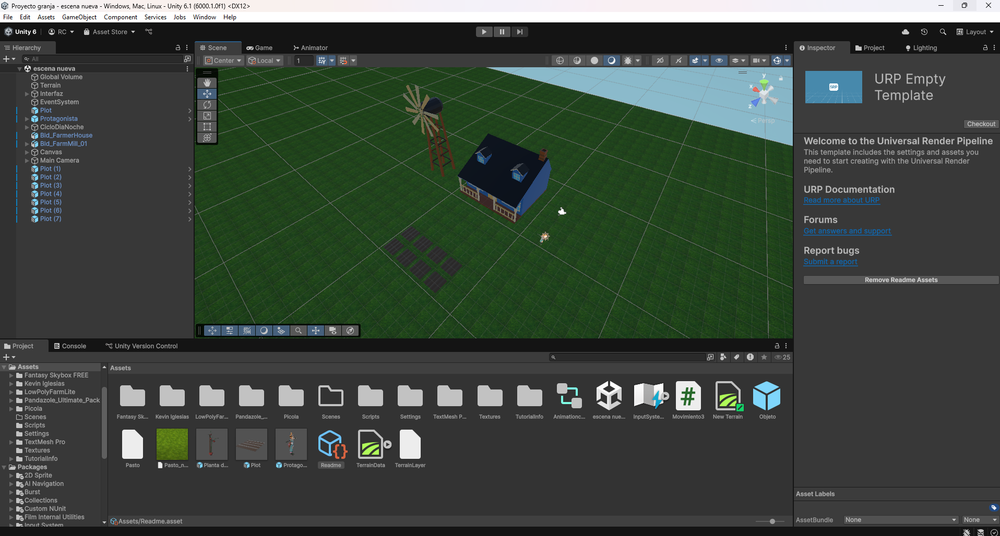 Proyecto granja - escena nueva - Windows, Mac, Linux - Unity 6.1 (6000.1.0f1) <DX12>
File Edit Assets GameObject Component Services Jobs Window Help
Unity 6 RC Asset Store Layout
Hierarchy
All
escena nueva
Global Volume
Terrain
Interfaz
EventSystem
Plot
Protagonista
CicloDiaNoche
Bld_FarmerHouse
Bld_FarmMill_01
Canvas
Main Camera
Plot (1)
Plot (2)
Plot (3)
Plot (4)
Plot (5)
Plot (6)
Plot (7)
Scene Game Animator
Center Local 1 2D
y
x
z
Persp
Inspector Project Lighting
SRP
URP Empty
Template
Checkout
Welcome to the Universal Render Pipeline
This template includes the settings and assets you
need to start creating with the Universal Render
Pipeline.
URP Documentation
Read more about URP
Forums
Get answers and support
Report bugs
Submit a report
Remove Readme Assets
Asset Labels
AssetBundle None None
Project Console Unity Version Control
25
Assets
Fantasy Skybox FREE
Kevin Iglesias
LowPolyFarmLite
Pandazole_Ultimate_Pack
Picola
Scenes
Scripts
Settings
TextMesh Pro
Textures
TutorialInfo
Packages
2D Sprite
AI Navigation
Burst
Collections
Custom NUnit
Film Internal Utilities
Input System
Assets
Fantasy Sk... Kevin Iglesias LowPolyFar... Pandazole_... Picola Scenes Scripts Settings TextMesh P... Textures TutorialInfo Animationc... escena nue... InputSyste... Movimiento3 New Terrain Objeto
Pasto Pasto_n... Planta d... Plot Protago... Readme TerrainData TerrainLayer
Assets/Readme.asset